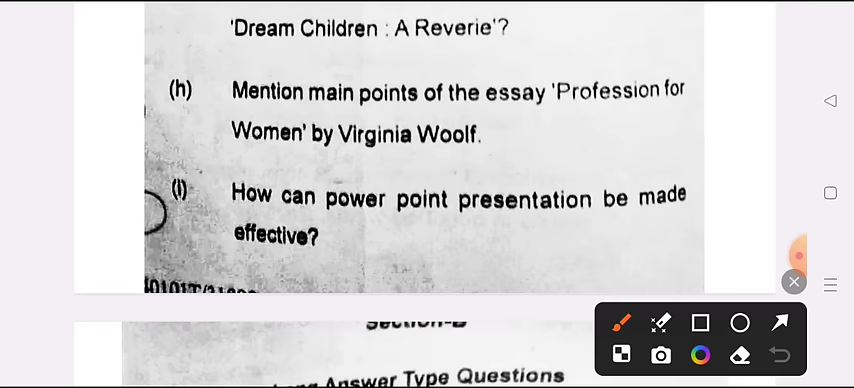 'Dream Children : A Reverie'?
(h) Mention main points of the essay 'Profession for
Women' by Virginia Woolf.
(i) How can power point presentation be made
effective?
Answer Type Questions